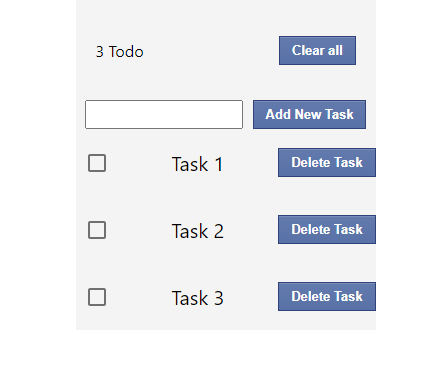 3 Todo Clear all
Add New Task
Task 1 Delete Task
Task 2 Delete Task
Task 3 Delete Task